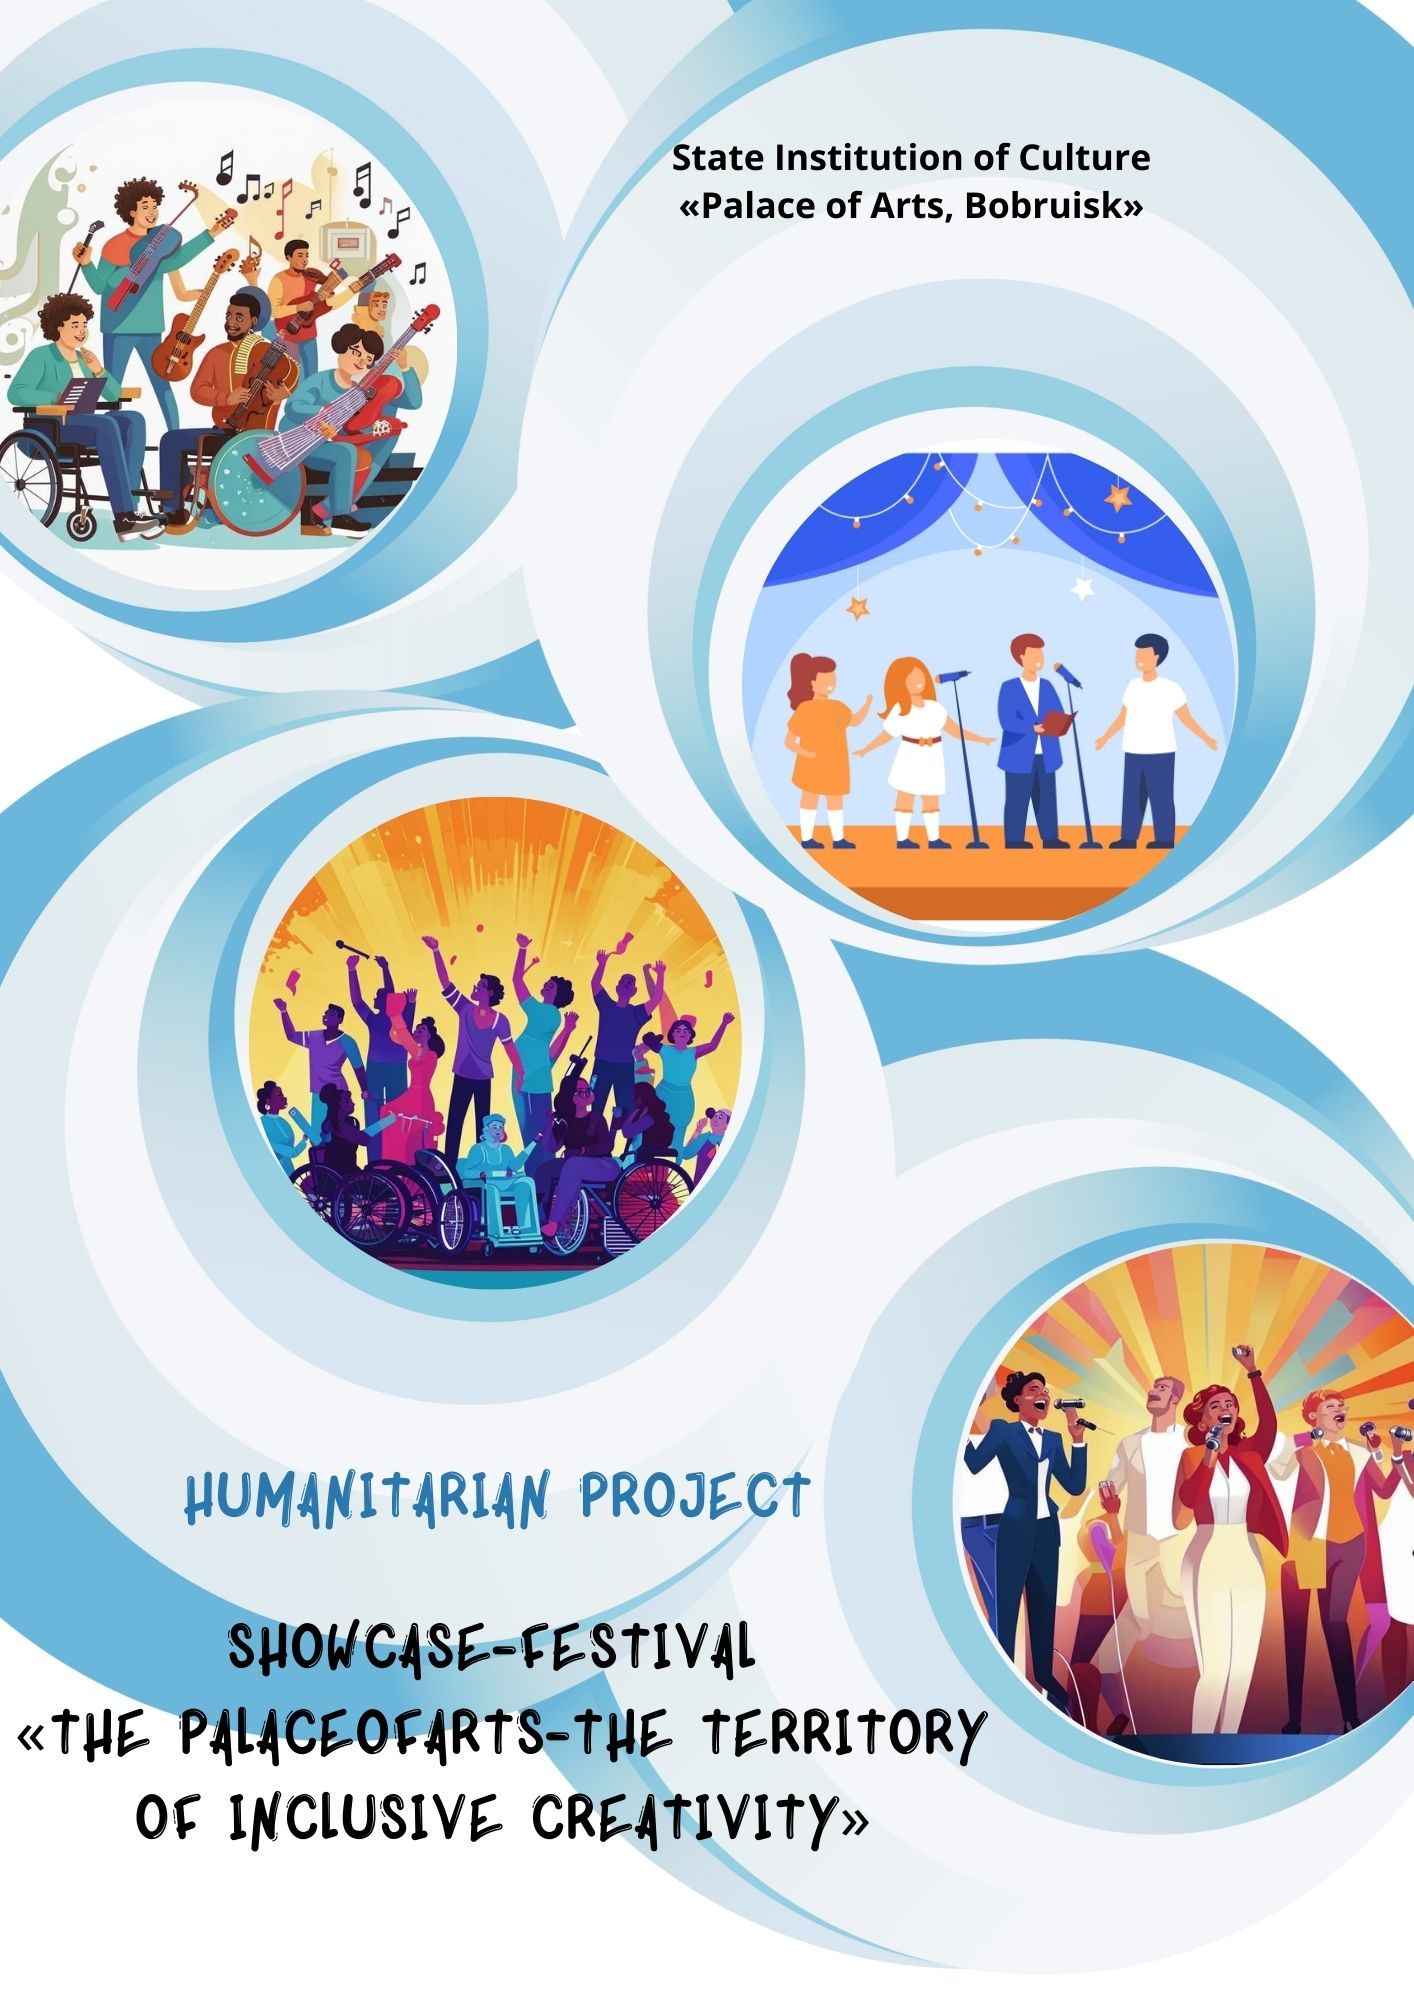 State Institution of Culture
«Palace of Arts, Bobruisk»
HUMANITARIAN PROJECT
SHOWCASE-FESTIVAL
«THE PALACEOFARTS-THE TERRITORY
OF INCLUSIVE CREATIVITY»